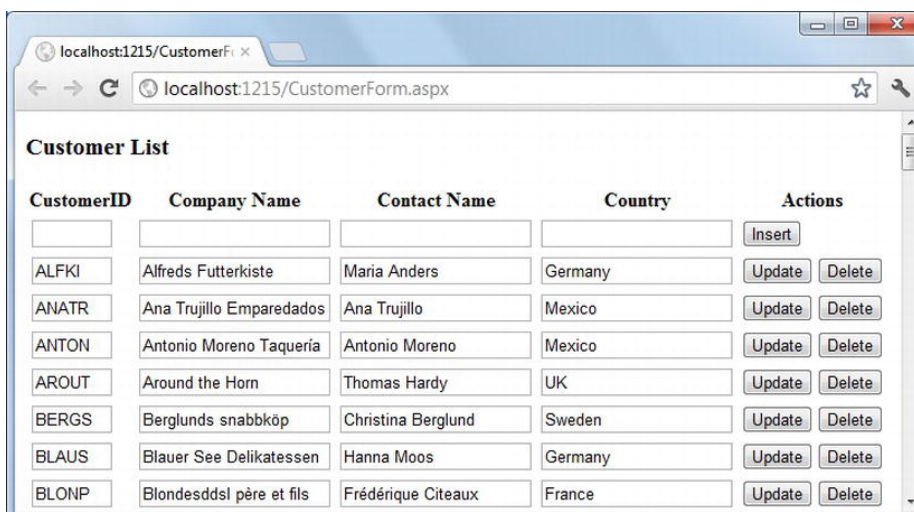 localhost:1215/CustomerF
localhost:1215/CustomerForm.aspx
Customer List
CustomerID Company Name Contact Name Country Actions
Insert
ALFKI Alfreds Futterkiste Maria Anders Germany Update Delete
ANATR Ana Trujillo Emparedados Ana Trujillo Mexico Update Delete
ANTON Antonio Moreno Taquería Antonio Moreno Mexico Update Delete
AROUT Around the Horn Thomas Hardy UK Update Delete
BERGS Berglunds snabbköp Christina Berglund Sweden Update Delete
BLAUS Blauer See Delikatessen Hanna Moos Germany Update Delete
BLONP Blondesddsl père et fils Frédérique Citeaux France Update Delete